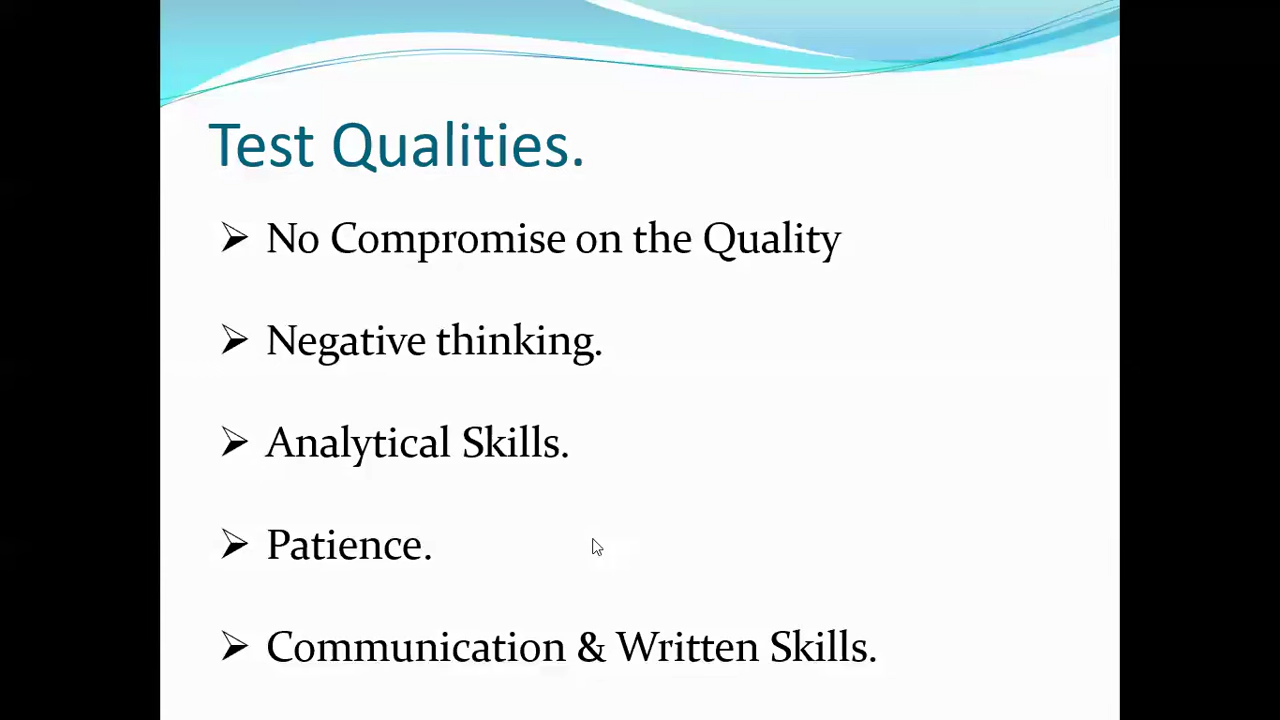 Test Qualities.
No Compromise on the Quality
Negative thinking.
Analytical Skills.
Patience.
Communication & Written Skills.